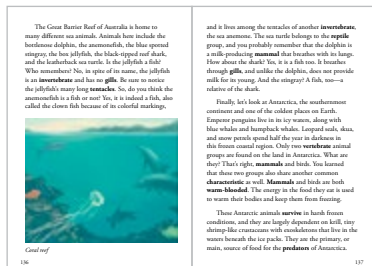 The Great Barrier Reef of Australia is home to
many different sea animals. Animals here include the
bottlenose dolphin, the anemonefish, the blue spotted
stingray, the box jellyfish, the black-tipped reef shark,
and the leatherback sea turtle. Is the jellyfish a fish?
Who remembers? No, in spite of its name, the jellyfish
is an invertebrate and has no gills. Be sure to notice
the jellyfish's many long tentacles. So, do you think the
anemonefish is a fish or not? Yes, it is indeed a fish, also
called the clown fish because of its colorful markings,
Coral reef
136
and it lives among the tentacles of another invertebrate,
the sea anemone. The sea turtle belongs to the reptile
group, and you probably remember that the dolphin is
a milk-producing mammal that breathes with its lungs.
How about the shark? Yes, it is a fish too. It breathes
through gills, and unlike the dolphin, does not provide
milk for its young. And the stingray? A fish, too—a
relative of the shark.
Finally, let's look at Antarctica, the southernmost
continent and one of the coldest places on Earth.
Emperor penguins live in its icy waters, along with
blue whales and humpback whales. Leopard seals, skua,
and snow petrels spend half the year in darkness in
this frozen coastal region. Only two vertebrate animal
groups are found on the land in Antarctica. What are
they? That's right, mammals and birds. You learned
that these two groups also share another common
characteristic as well. Mammals and birds are both
warm-blooded. The energy in the food they eat is used
to warm their bodies and keep them from freezing.
These Antarctic animals survive in harsh frozen
conditions, and they are largely dependent on krill, tiny
shrimp-like crustaceans with exoskeletons that live in the
waters beneath the ice packs. They are the primary, or
main, source of food for the predators of Antarctica.
137